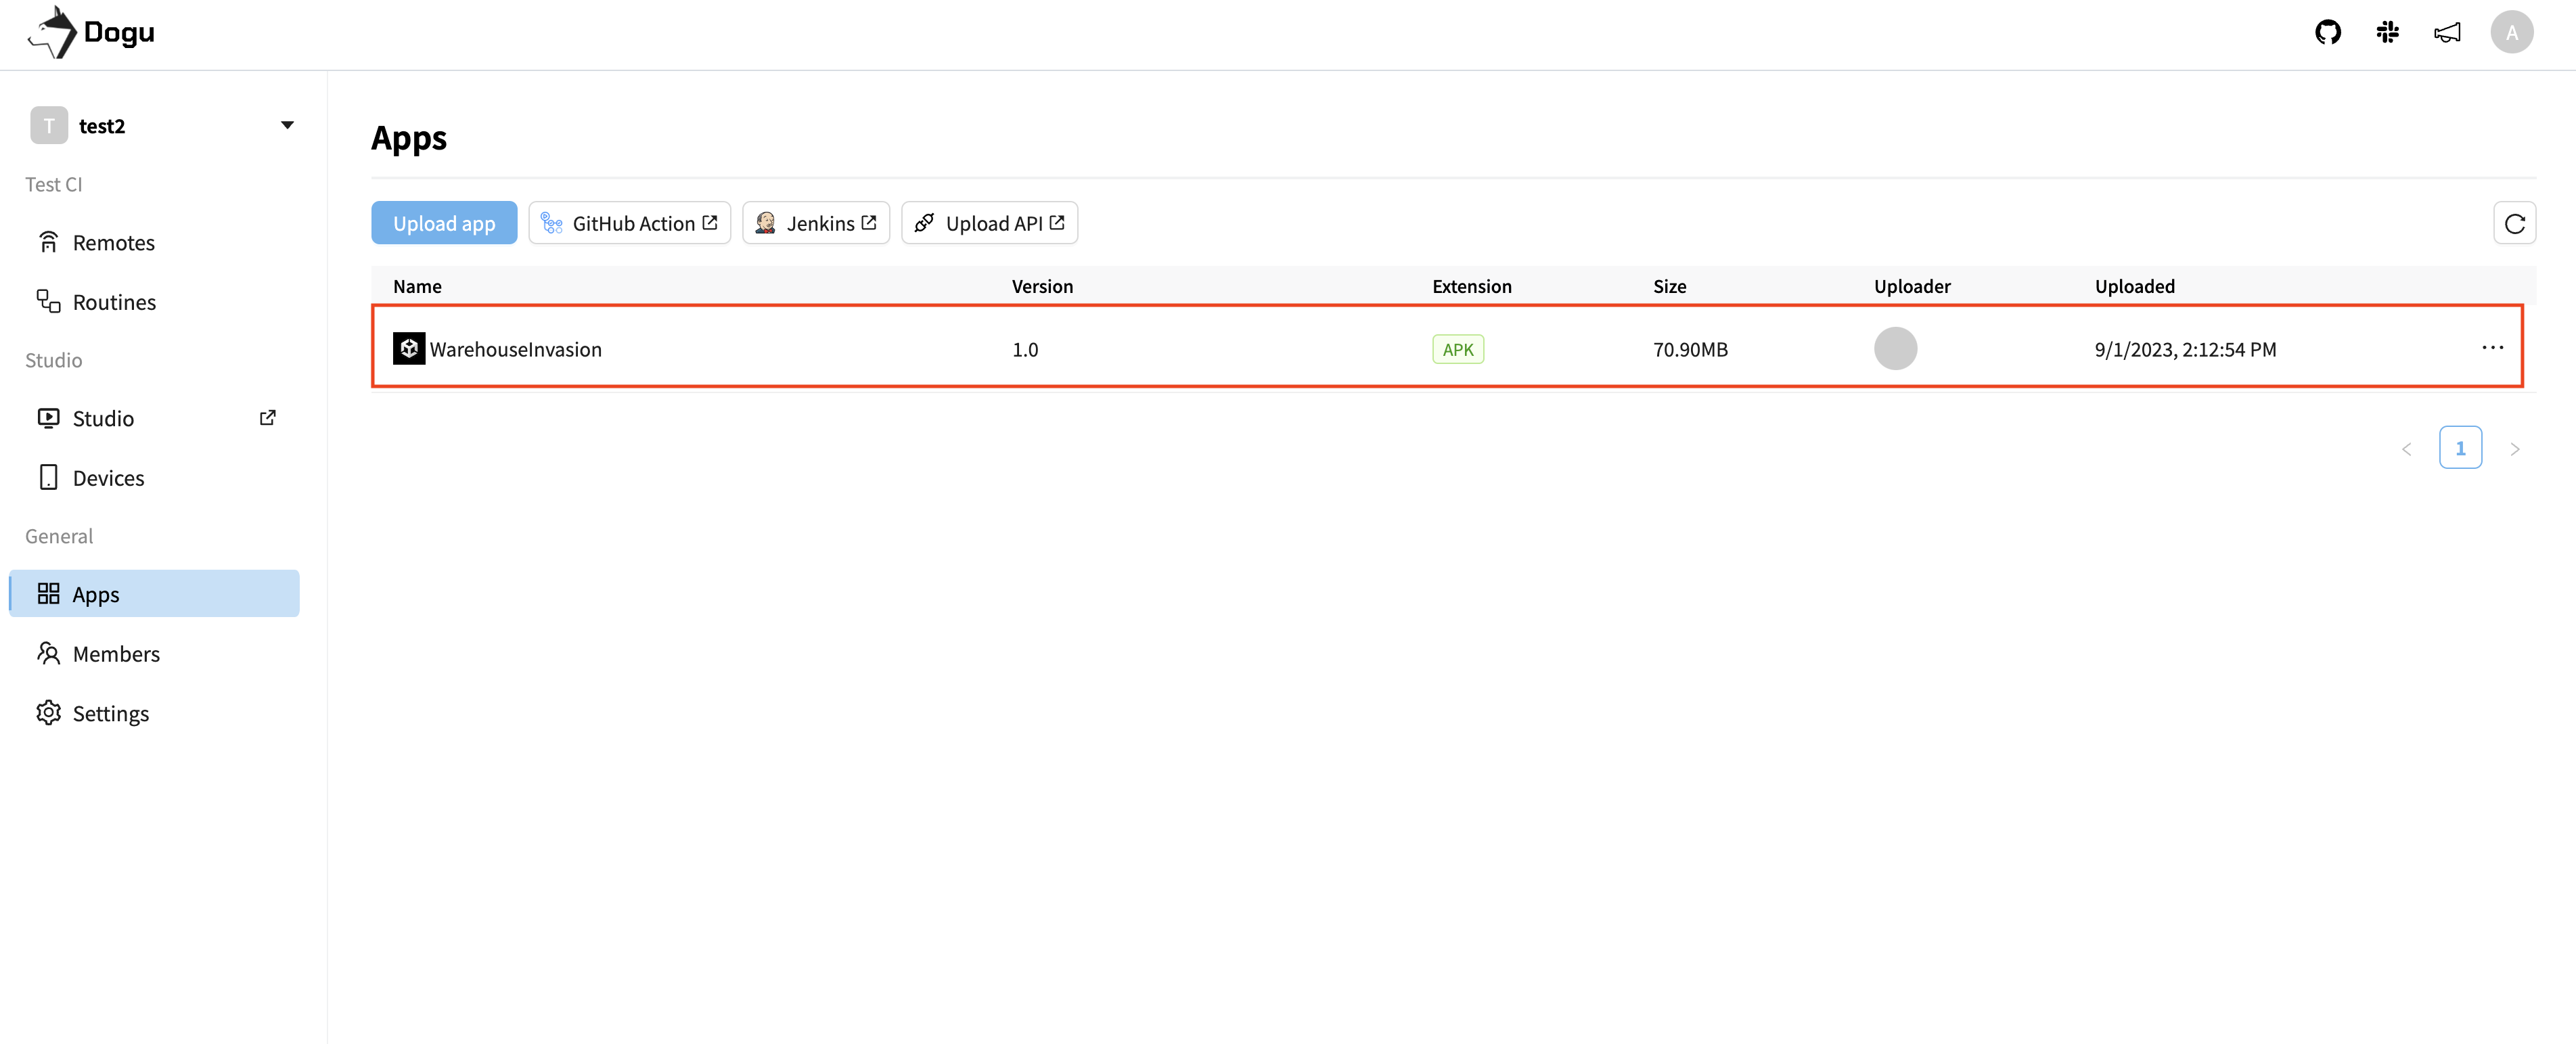 Dogu
A
T test2
Test CI
Remotes
Routines
Studio
Studio
Devices
General
Apps
Members
Settings
Apps
Upload app GitHub Action Jenkins Upload API
Name Version Extension Size Uploader Uploaded
WarehouseInvasion 1.0 APK 70.90MB 9/1/2023, 2:12:54 PM ...
< 1 >